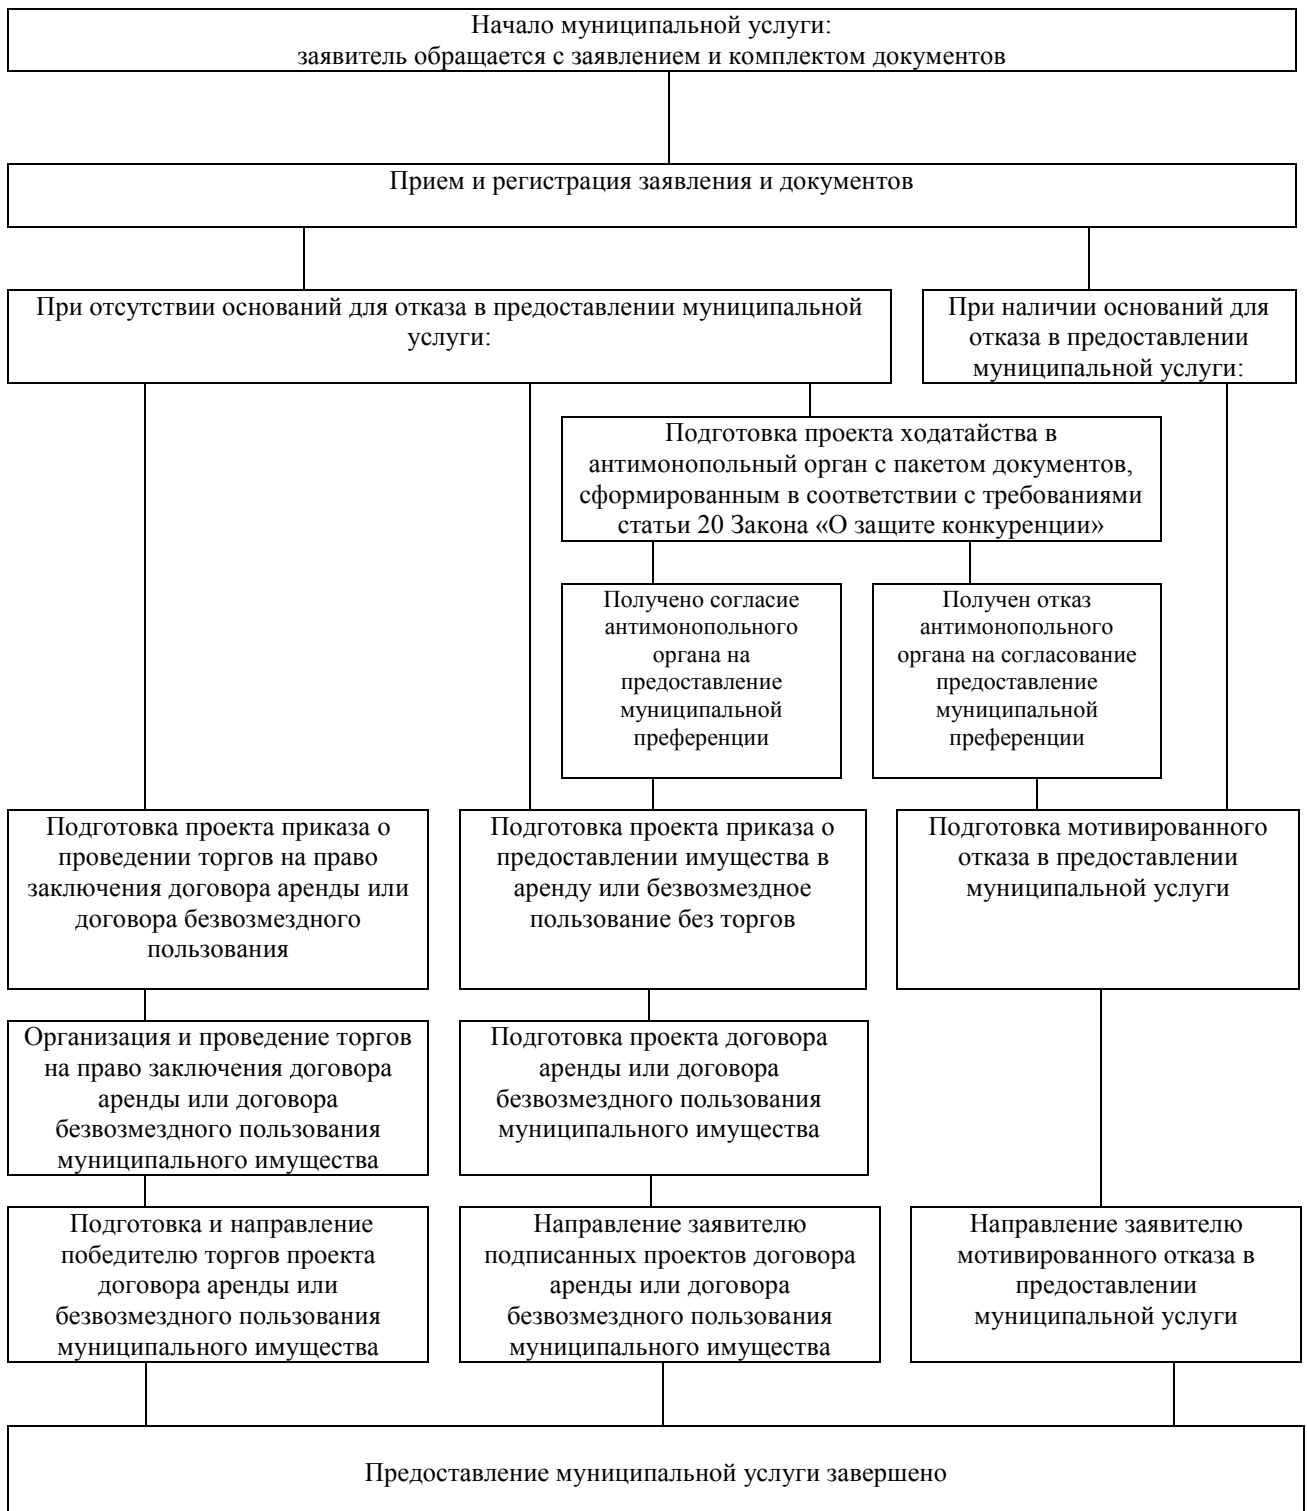 Начало муниципальной услуги:
заявитель обращается с заявлением и комплектом документов
Прием и регистрация заявления и документов
При отсутствии оснований для отказа в предоставлении муниципальной
услуги:
При наличии оснований для
отказа в предоставлении
муниципальной услуги:
Подготовка проекта ходатайства в
антимонопольный орган с пакетом документов,
сформированным в соответствии с требованиями
статьи 20 Закона «О защите конкуренции»
Получено согласие
антимонопольного
органа на
предоставление
муниципальной
преференции
Получен отказ
антимонопольного
органа на согласование
предоставление
муниципальной
преференции
Подготовка проекта приказа о
проведении торгов на право
заключения договора аренды или
договора безвозмездного
пользования
Подготовка проекта приказа о
предоставлении имущества в
аренду или безвозмездное
пользование без торгов
Подготовка мотивированного
отказа в предоставлении
муниципальной услуги
Организация и проведение торгов
на право заключения договора
аренды или договора
безвозмездного пользования
муниципального имущества
Подготовка проекта договора
аренды или договора
безвозмездного пользования
муниципального имущества
Подготовка и направление
победителю торгов проекта
договора аренды или
безвозмездного пользования
муниципального имущества
Направление заявителю
подписанных проектов договора
аренды или договора
безвозмездного пользования
муниципального имущества
Направление заявителю
мотивированного отказа в
предоставлении
муниципальной услуги
Предоставление муниципальной услуги завершено